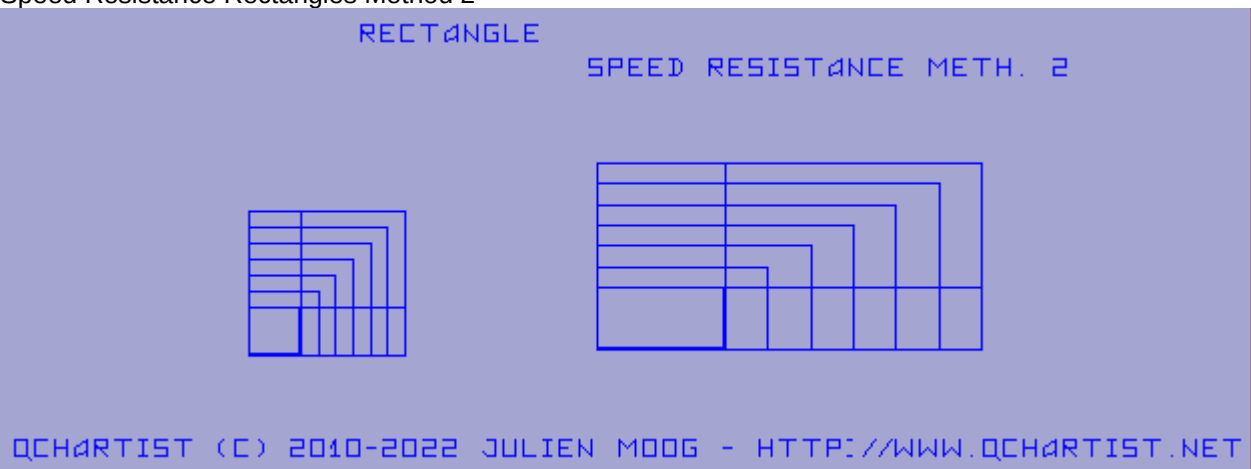 Speed Resistance Rectangles Method 2
RECTANGLE
SPEED RESISTANCE METH. 2
QCHARTIST (C) 2010-2022 JULIEN MOOG - HTTP://WWW.QCHARTIST.NET